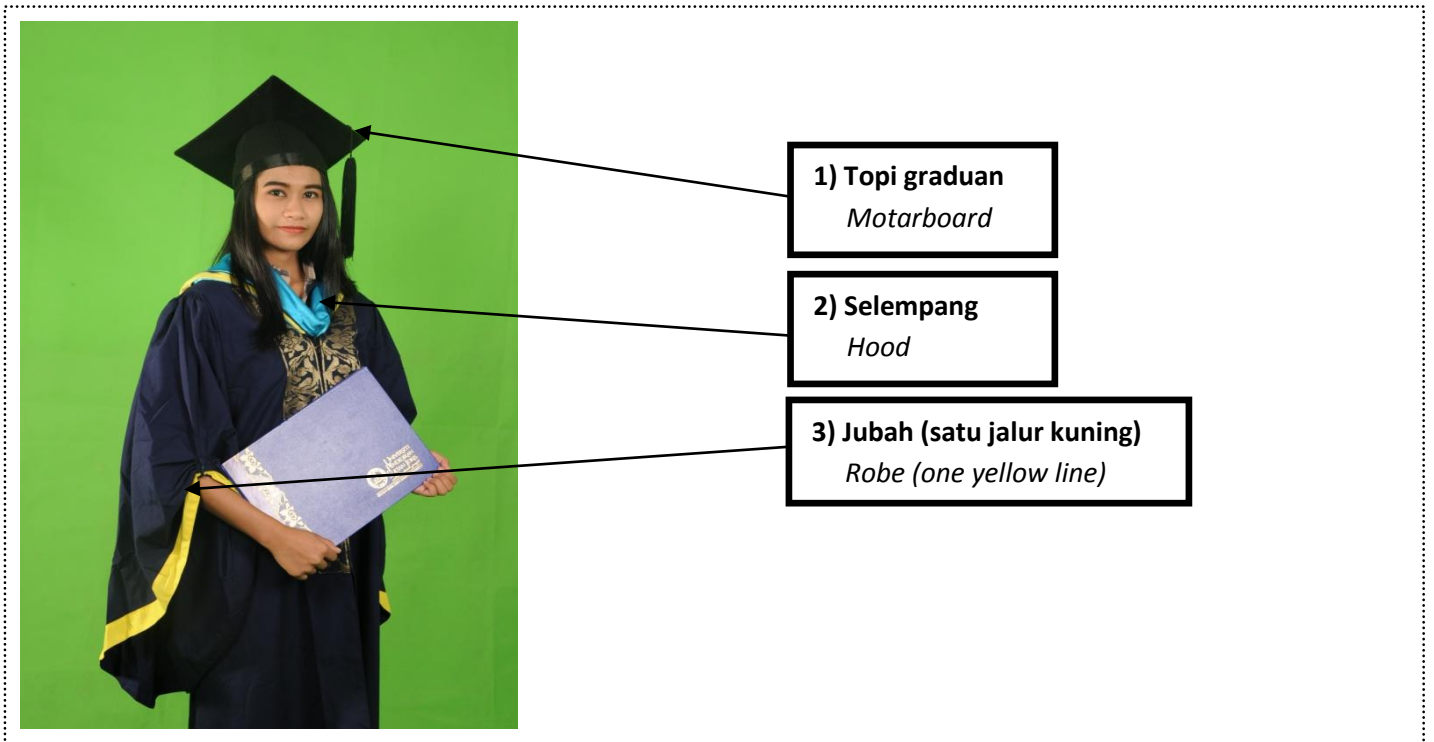 1) Topi graduan
Motarboard
2) Selempang
Hood
3) Jubah (satu jalur kuning)
Robe (one yellow line)